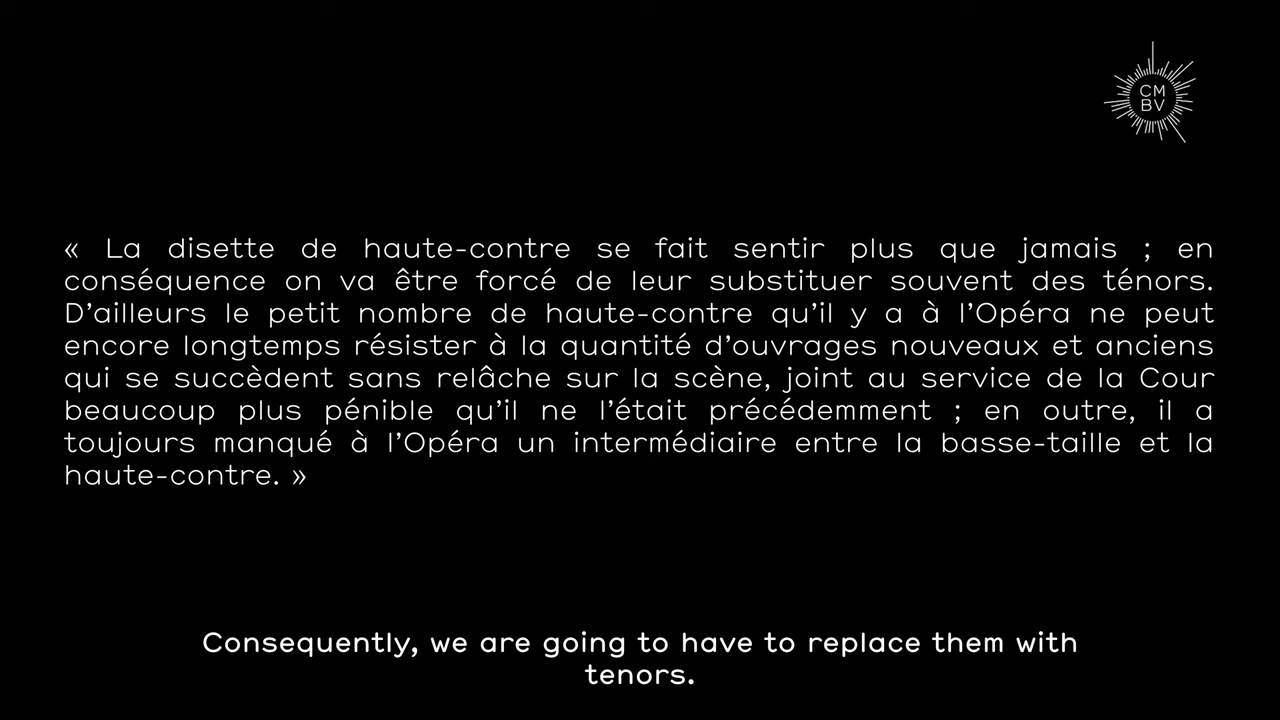 CM
BV
« La disette de haute-contre se fait sentir plus que jamais ; en
conséquence on va être forcé de leur substituer souvent des ténors.
D’ailleurs le petit nombre de haute-contre qu’il y a à l’Opéra ne peut
encore longtemps résister à la quantité d’ouvrages nouveaux et anciens
qui se succèdent sans relâche sur la scène, joint au service de la Cour
beaucoup plus pénible qu’il ne l’était précédemment ; en outre, il a
toujours manqué à l’Opéra un intermédiaire entre la basse-taille et la
haute-contre. »
Consequently, we are going to have to replace them with
tenors.